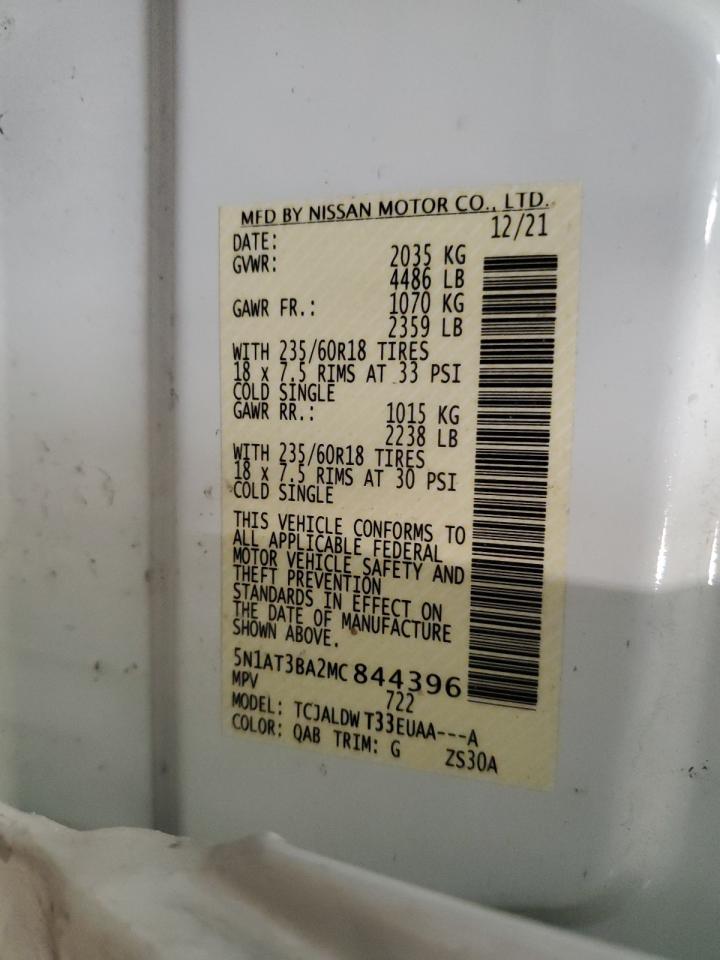 MFD BY NISSAN MOTOR CO., LTD.
DATE: 12/21
GVWR: 2035 KG
4486 LB
GAWR FR.: 1070 KG
2359 LB
WITH 235/60R18 TIRES
18 x 7.5 RIMS AT 33 PSI
COLD SINGLE
GAWR RR.: 1015 KG
2238 LB
WITH 235/60R18 TIRES
18 x 7.5 RIMS AT 30 PSI
COLD SINGLE
THIS VEHICLE CONFORMS TO
ALL APPLICABLE FEDERAL
MOTOR VEHICLE SAFETY AND
THEFT PREVENTION
STANDARDS IN EFFECT ON
THE DATE OF MANUFACTURE
SHOWN ABOVE.
5N1AT3BA2MC 844396
MPV 722
MODEL: TCJALDW T33EUAA---A
COLOR: QAB TRIM: G ZS30A